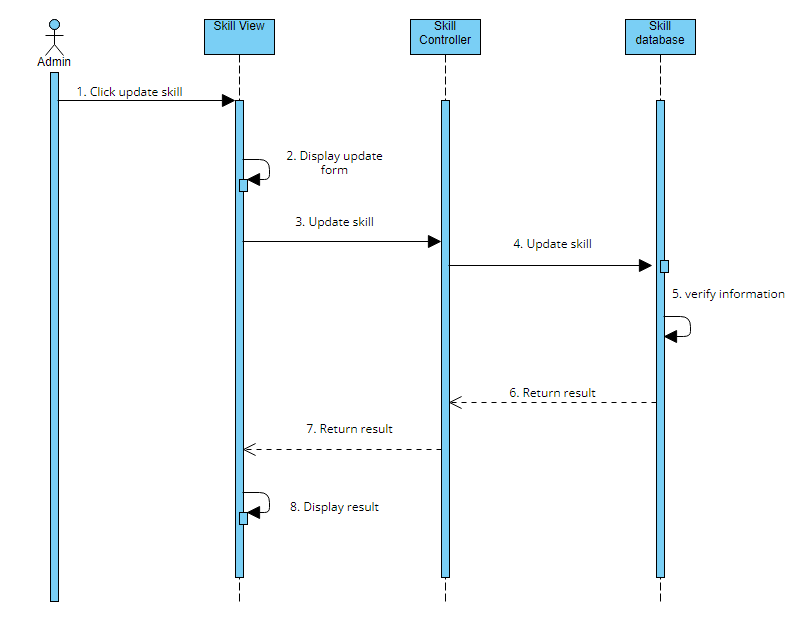 Skill View
Skill
Controller
Skill
database
Admin
1. Click update skill
2. Display update
form
3. Update skill
4. Update skill
5. verify information
6. Return result
7. Return result
8. Display result